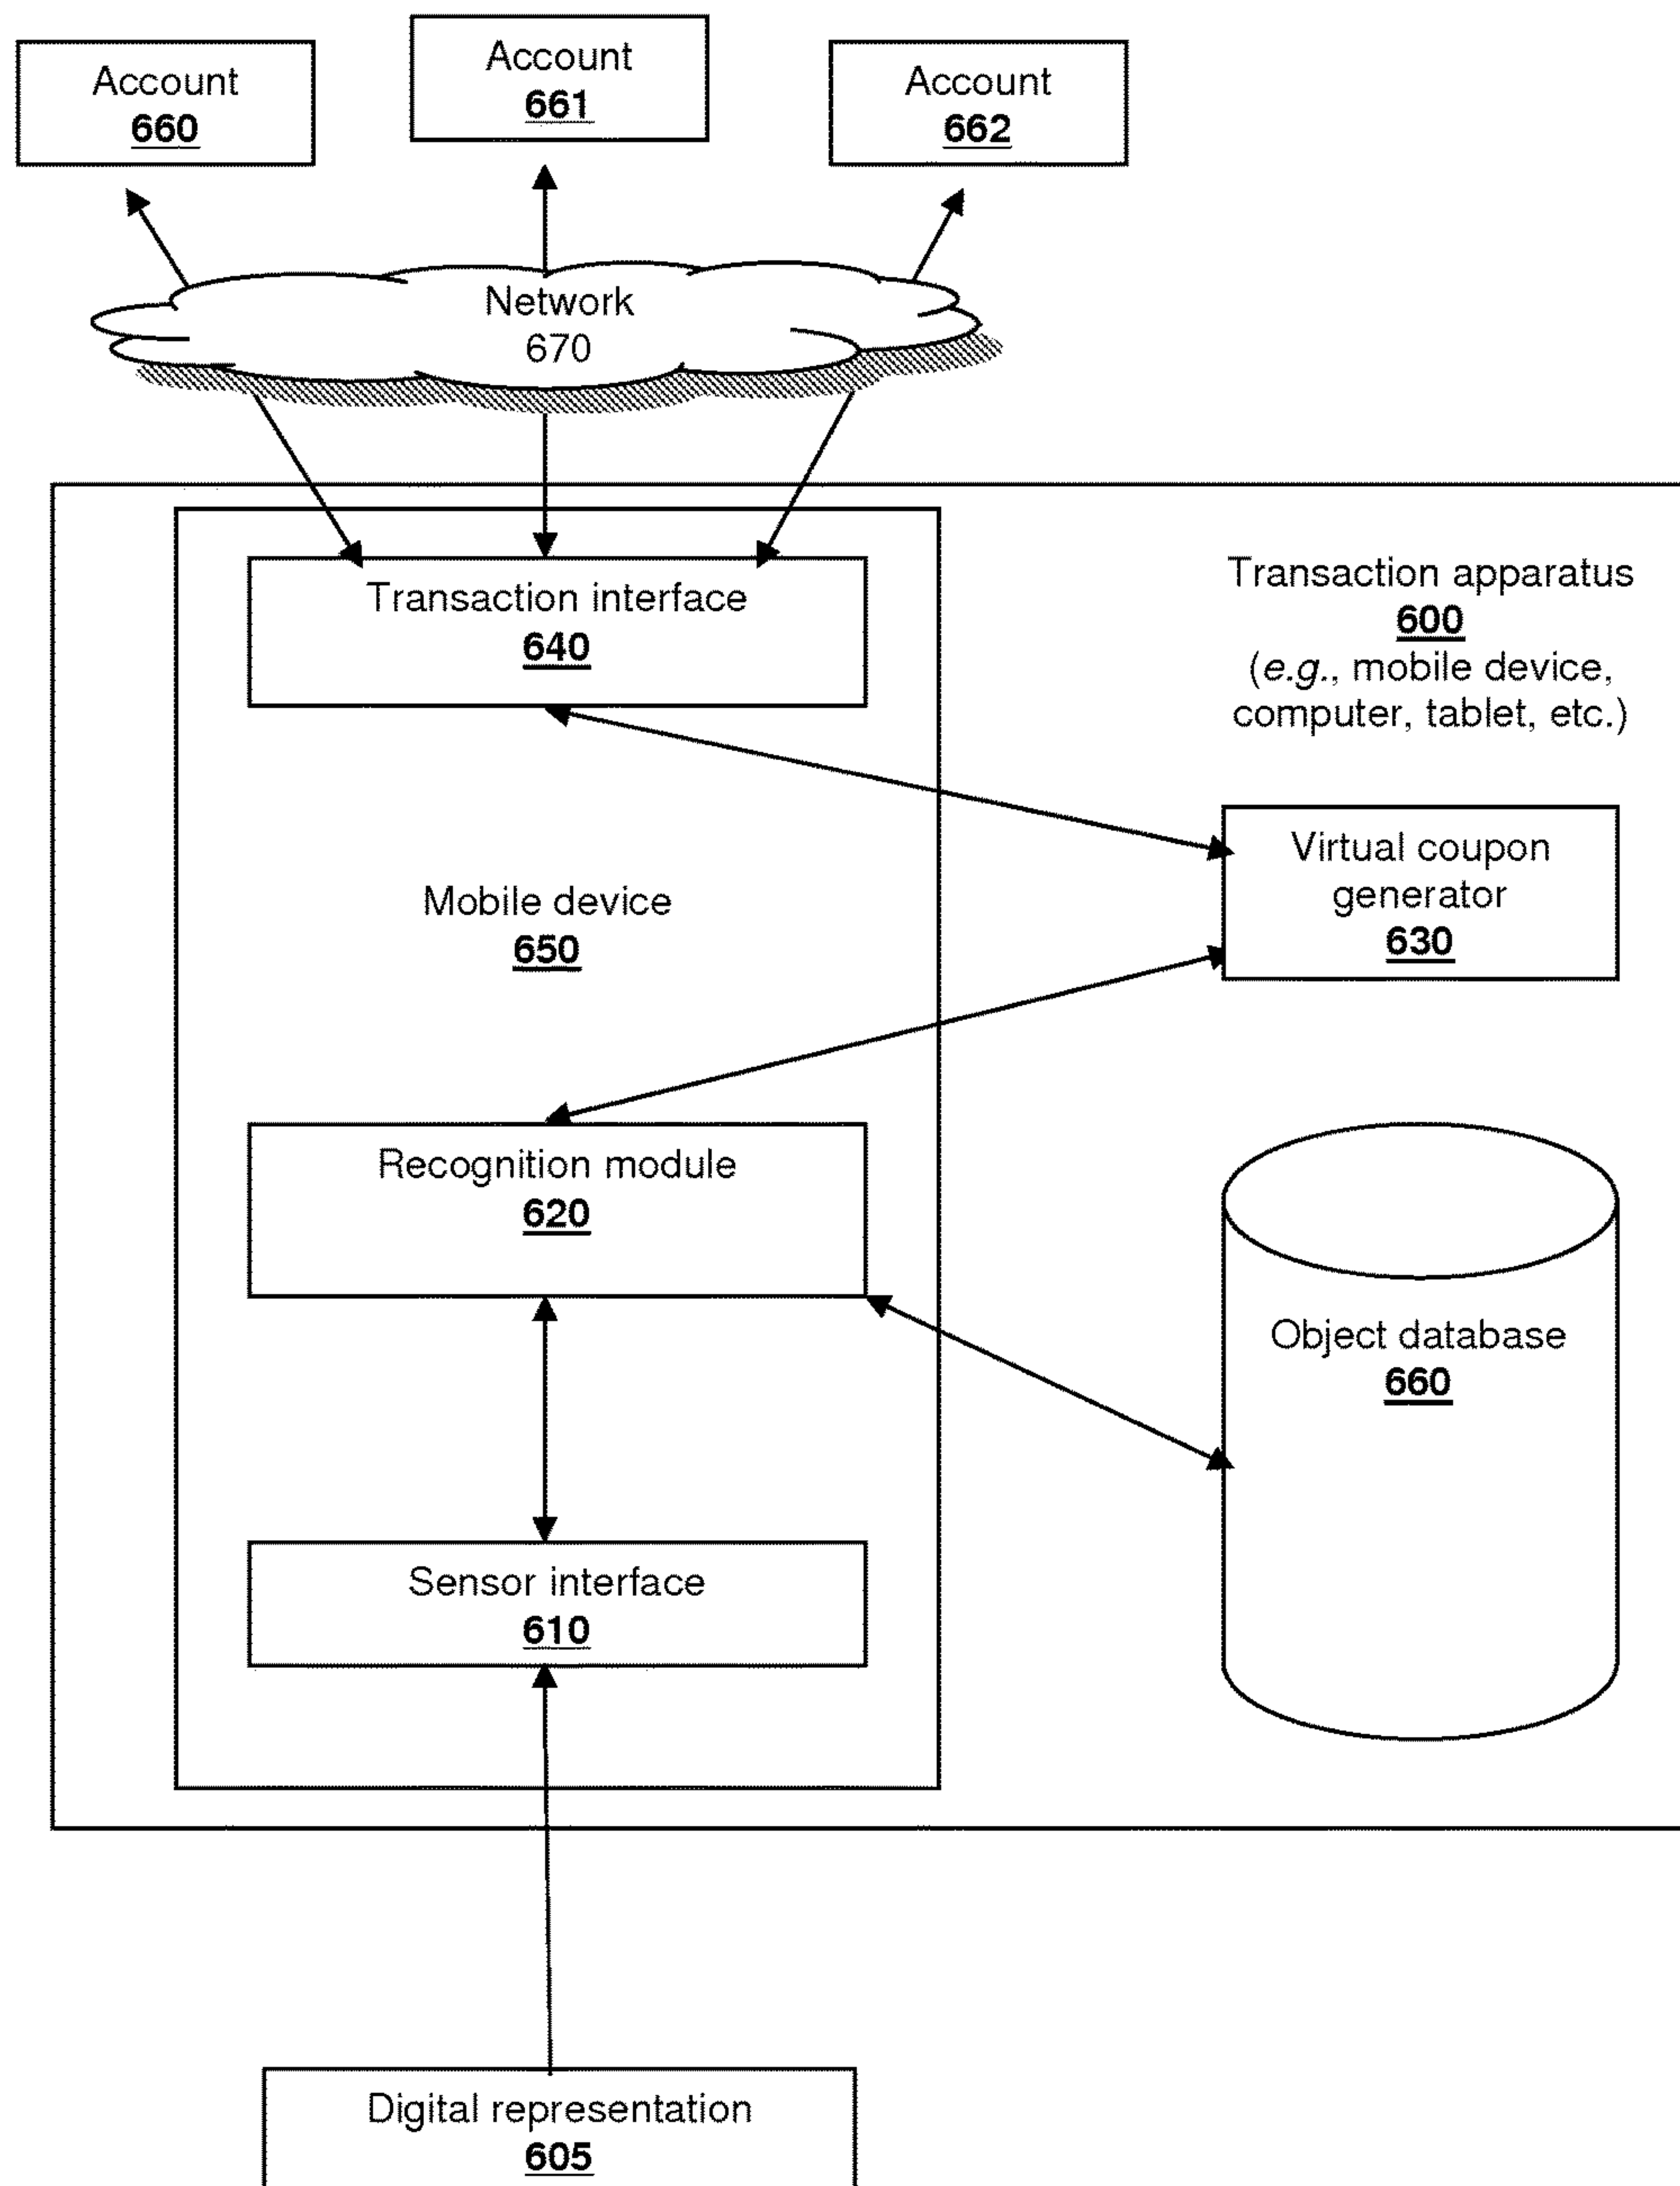 Account
660
Account
661
Account
662
Network
670
Transaction interface
640
Transaction apparatus
600
(e.g., mobile device,
computer, tablet, etc.)
Virtual coupon
generator
630
Mobile device
650
Recognition module
620
Object database
660
Sensor interface
610
Digital representation
605